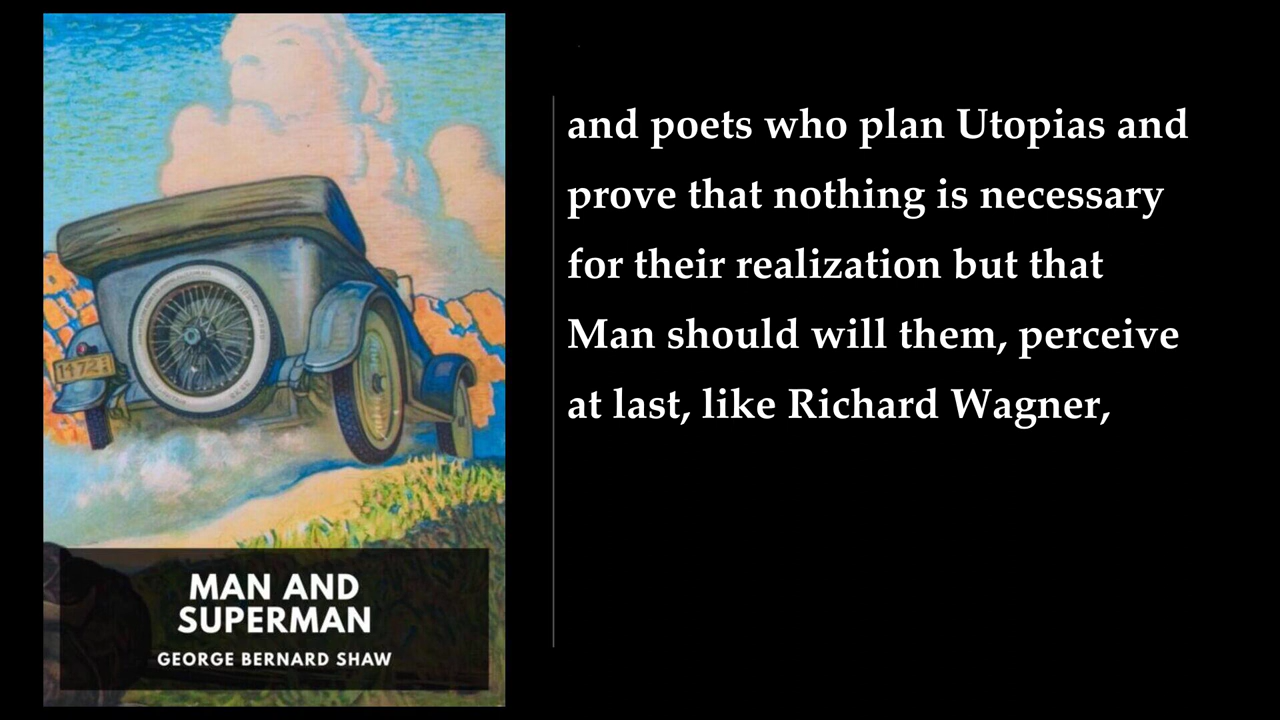 and poets who plan Utopias and
prove that nothing is necessary
for their realization but that
Man should will them, perceive
at last, like Richard Wagner,
1472
MAN AND
SUPERMAN
GEORGE BERNARD SHAW